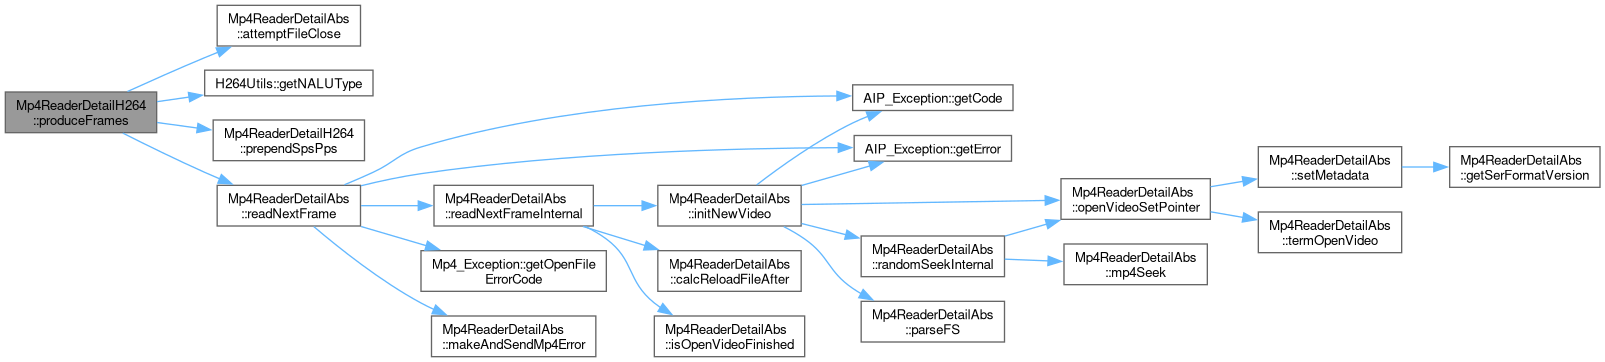 Mp4ReaderDetailH264
::produceFrames
Mp4ReaderDetailAbs
::attemptFileClose
H264Utils::getNALUType
Mp4ReaderDetailH264
::prependSpsPps
Mp4ReaderDetailAbs
::readNextFrame
Mp4ReaderDetailAbs
::readNextFrameInternal
Mp4_Exception::getOpenFile
ErrorCode
Mp4ReaderDetailAbs
::makeAndSendMp4Error
Mp4ReaderDetailAbs
::initNewVideo
Mp4ReaderDetailAbs
::calcReloadFileAfter
Mp4ReaderDetailAbs
::isOpenVideoFinished
AIP_Exception::getCode
AIP_Exception::getError
Mp4ReaderDetailAbs
::randomSeekInternal
Mp4ReaderDetailAbs
::parseFS
Mp4ReaderDetailAbs
::openVideoSetPointer
Mp4ReaderDetailAbs
::mp4Seek
Mp4ReaderDetailAbs
::setMetadata
Mp4ReaderDetailAbs
::termOpenVideo
Mp4ReaderDetailAbs
::getSerFormatVersion